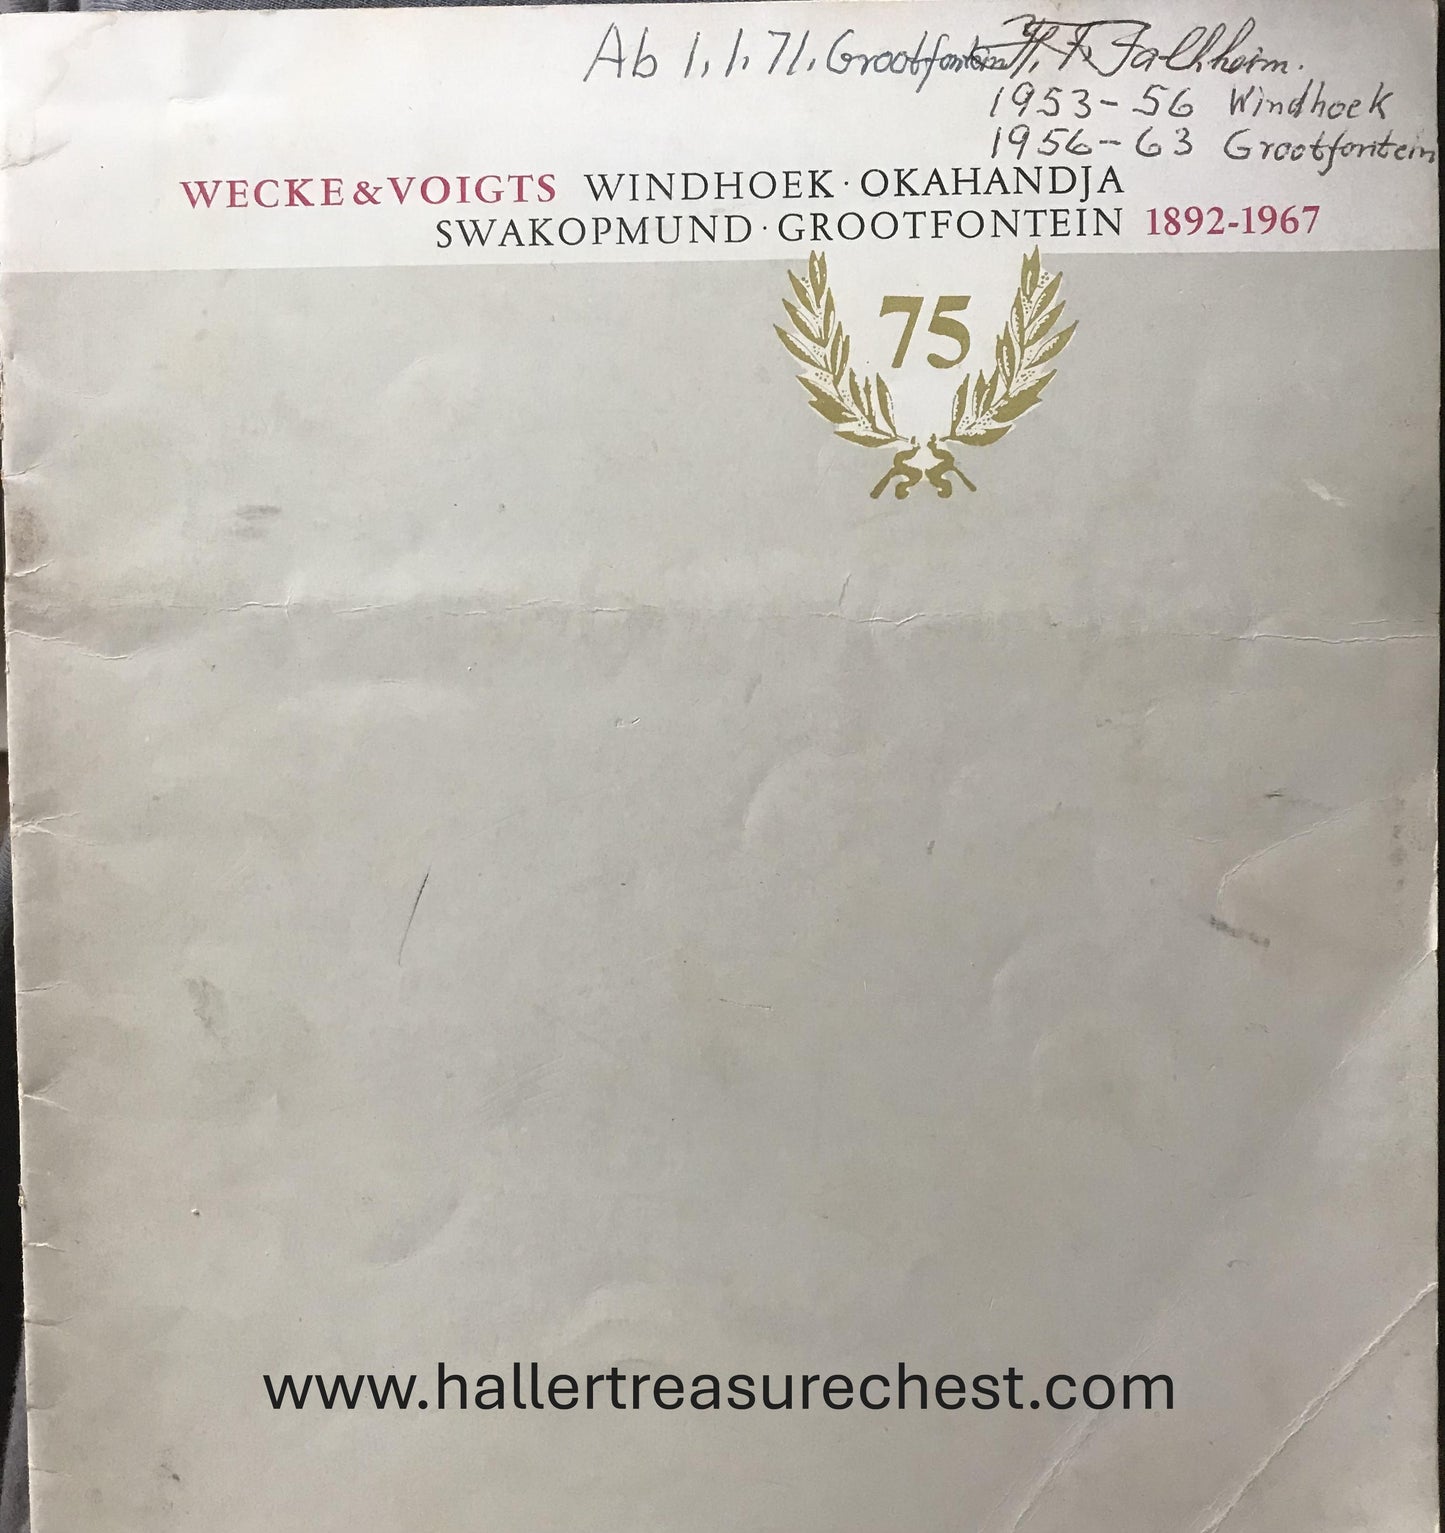 Ab 1.1.71. Grootfontein
1953-56 Windhoek
1956-63 Grootfontein
WECKE&VOIGTS WINDHOEK·OKAHANDJA
SWAKOPMUND·GROOTFONTEIN 1892-1967
75
www.hallertreasurechest.com